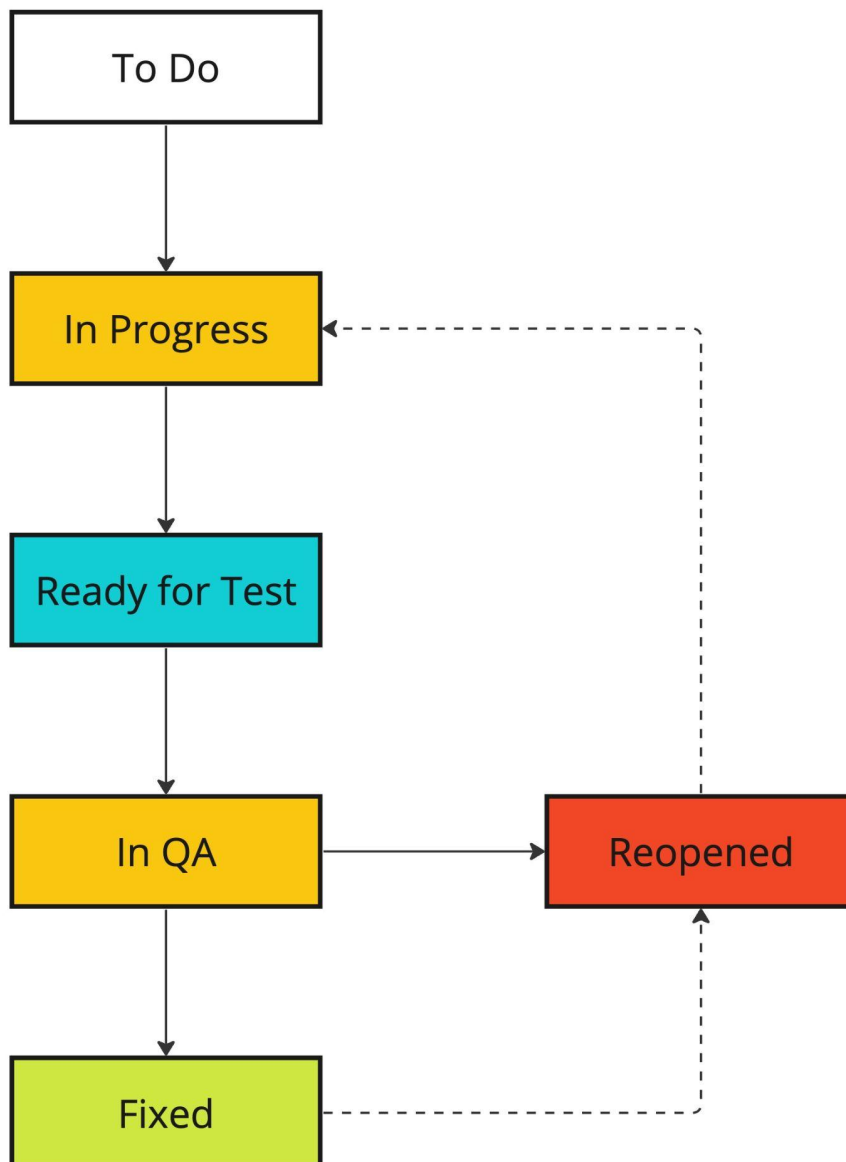 To Do
In Progress
Ready for Test
In QA
Reopened
Fixed